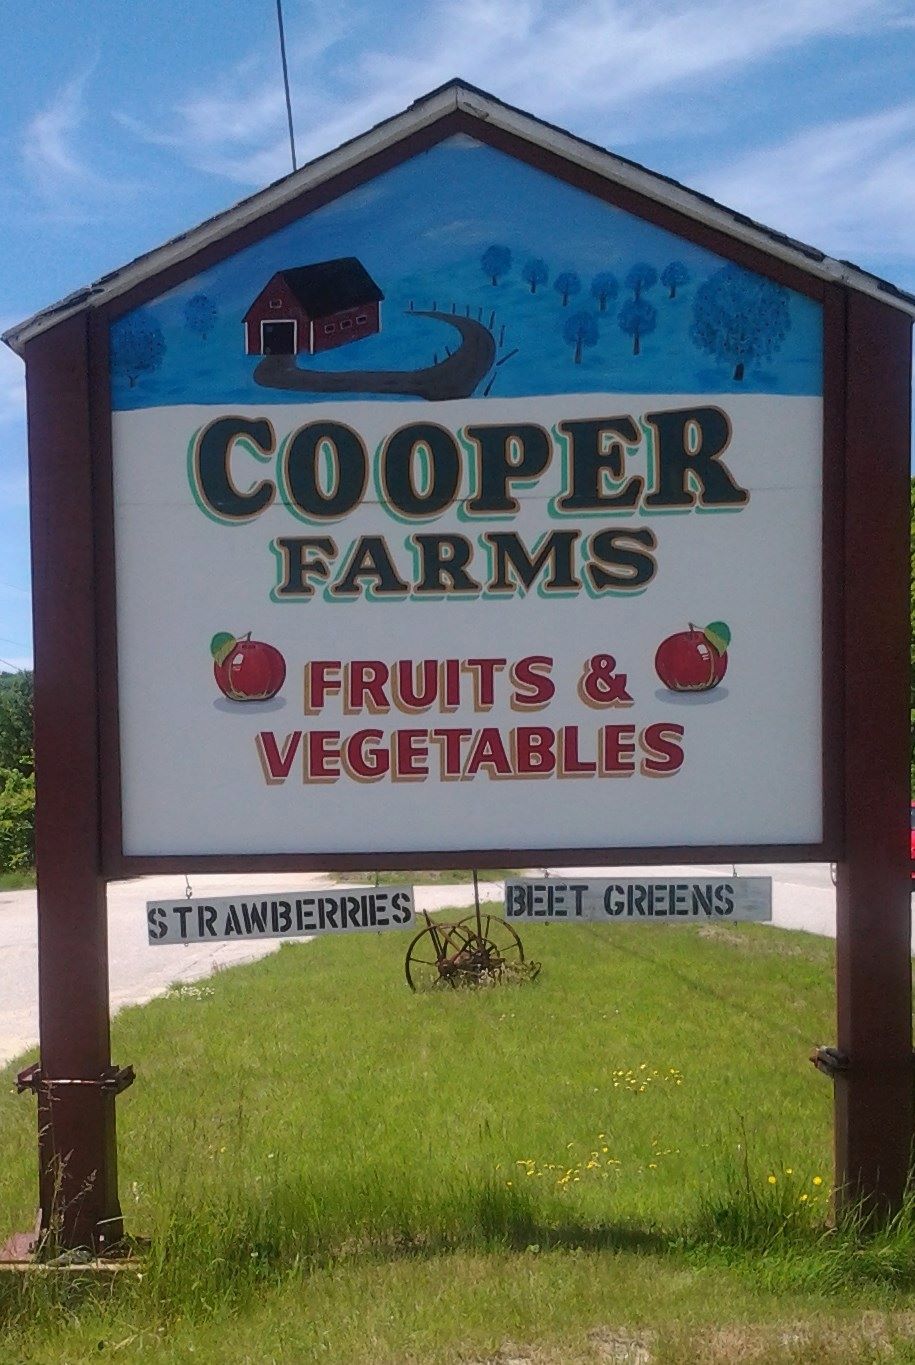 COOPER
FARMS
FRUITS &
VEGETABLES
STRAWBERRIES
BEET GREENS